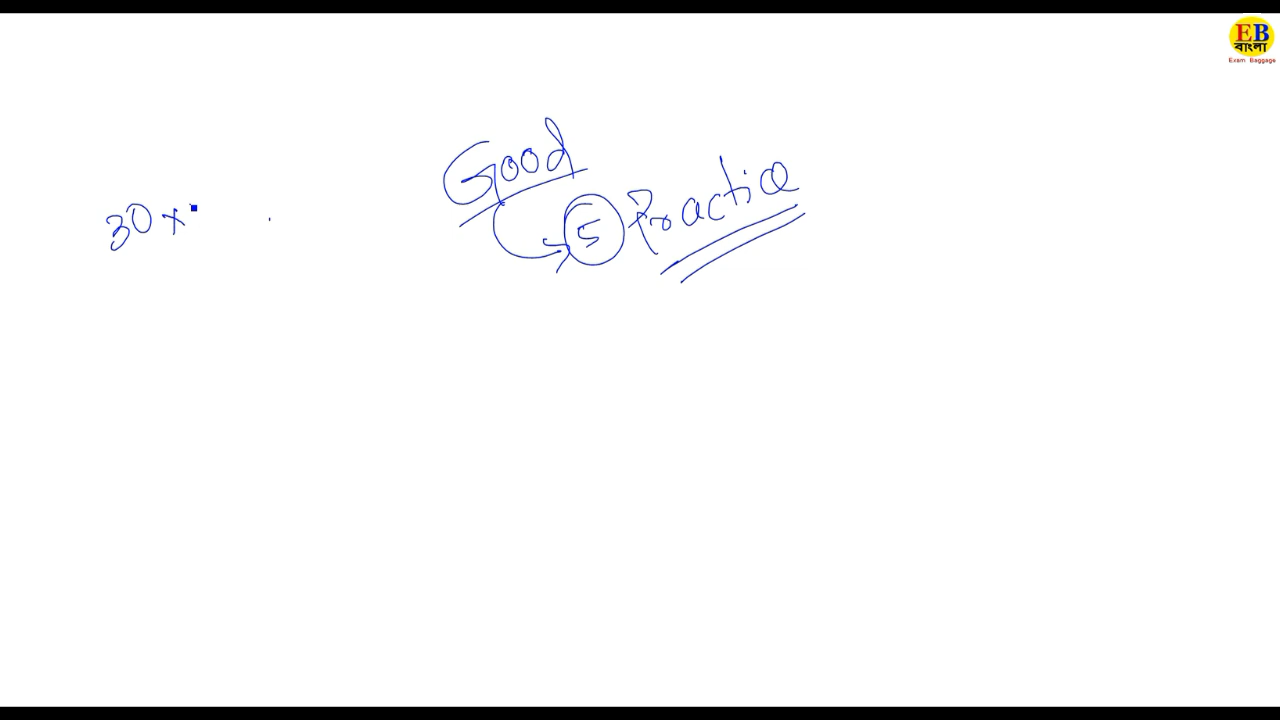 EB
বাংলা
Exam Baggage
Good
30 x
5 Practice